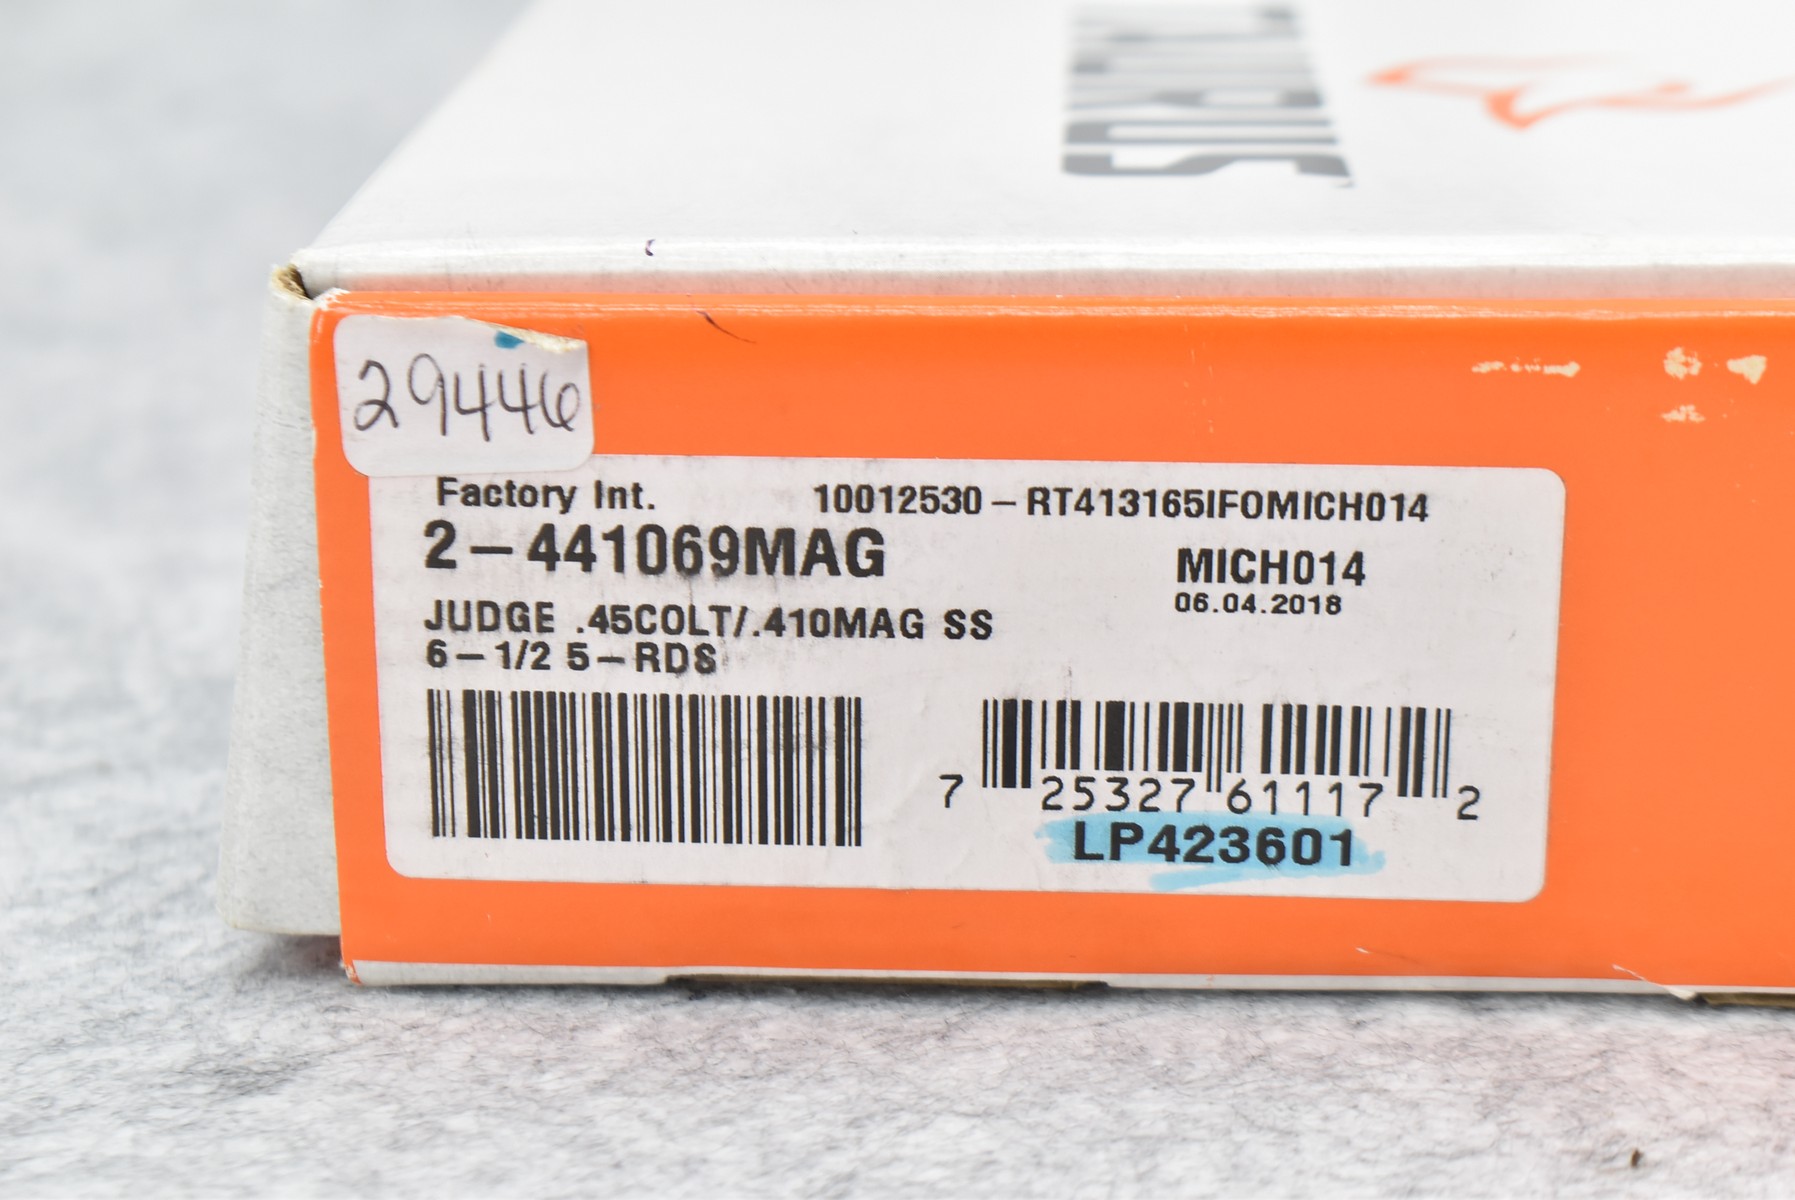 TAURUS
29446
Factory Int. 10012530-RT413165IFOMICH014
2-441069MAG
MICH014
06.04.2018
JUDGE .45COLT/.410MAG SS
6-1/2 5-RDS
7 25327 61117 2
LP423601